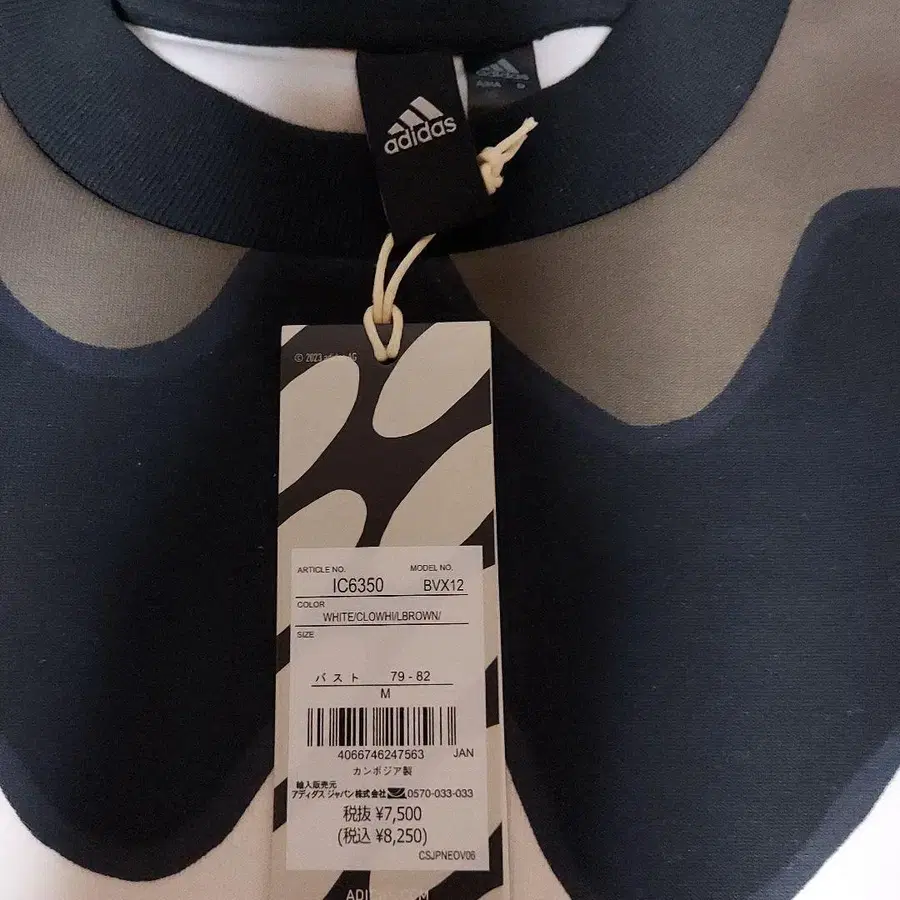 adidas
adidas
© 2023 adidas AG
ARTICLE NO. MODEL NO.
IC6350 BVX12
COLOR
WHITE/CLOWHI/LBROWN/
SIZE
バスト 79 - 82
M
4066746247563 JAN
カンボジア製
輸入販売元
アディダス ジャパン株式会社 0570-033-033
税抜 ¥7,500
(税込 ¥8,250)
CSJPNEOV06
ADIDAS.COM